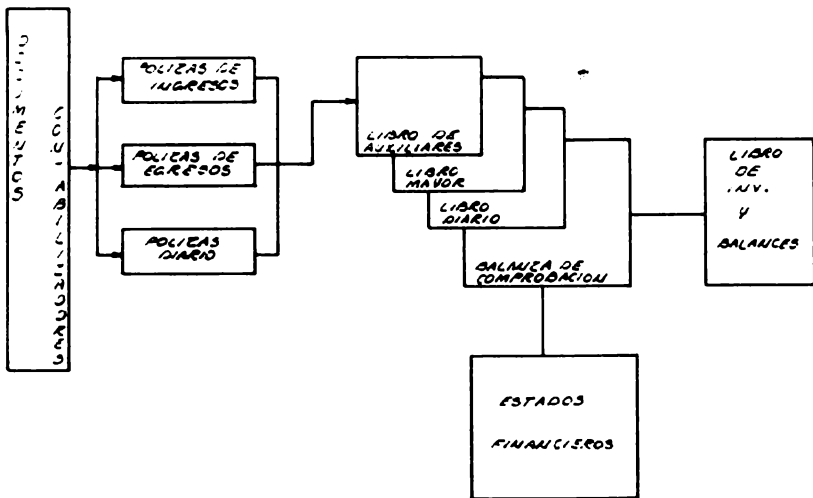 DOCUMENTOS
CONTABILIZADORES
POLIZAS DE
INGRESOS
POLIZAS DE
EGRESOS
POLIZAS
DIARIO
LIBRO DE
AUXILIARES
LIBRO
MAYOR
LIBRO
DIARIO
BALANZA DE
COMPROBACION
LIBRO
DE
INV.
Y
BALANCES
ESTADOS
FINANCIEROS